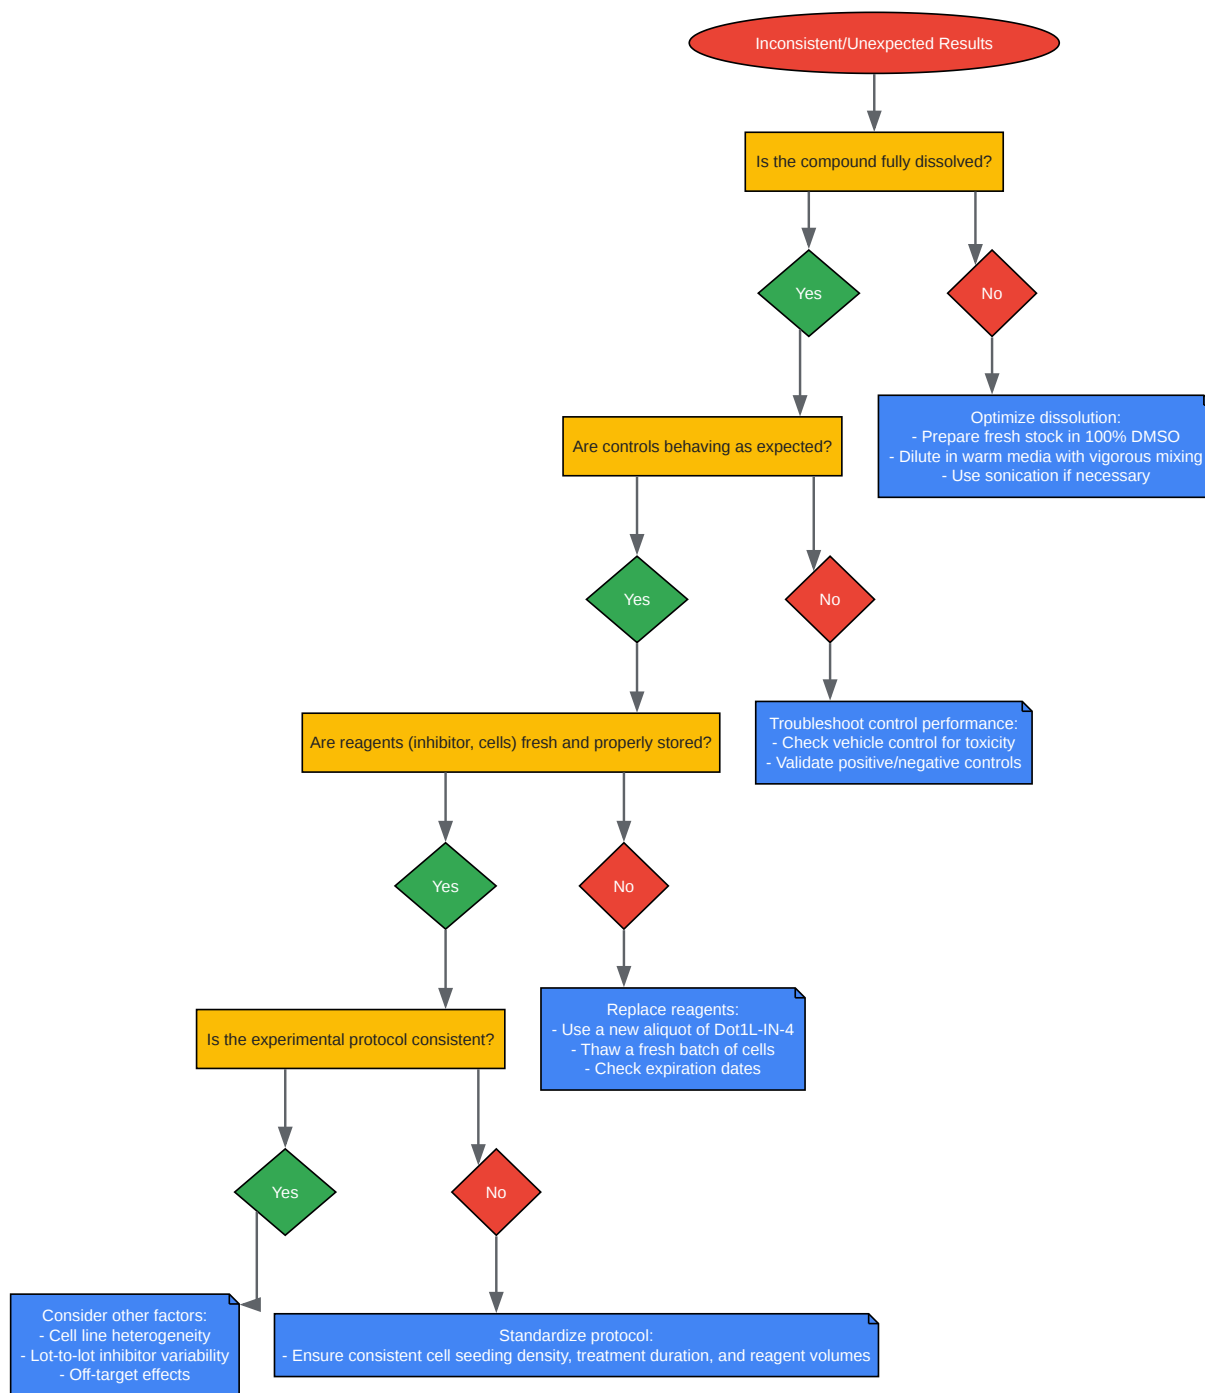 Inconsistent/Unexpected Results
Is the compound fully dissolved?
Yes
No
Optimize dissolution:
- Prepare fresh stock in 100% DMSO
- Dilute in warm media with vigorous mixing
- Use sonication if necessary
Are controls behaving as expected?
Yes
No
Troubleshoot control performance:
- Check vehicle control for toxicity
- Validate positive/negative controls
Are reagents (inhibitor, cells) fresh and properly stored?
Yes
No
Replace reagents:
- Use a new aliquot of Dot1L-IN-4
- Thaw a fresh batch of cells
- Check expiration dates
Is the experimental protocol consistent?
Yes
No
Consider other factors:
- Cell line heterogeneity
- Lot-to-lot inhibitor variability
- Off-target effects
Standardize protocol:
- Ensure consistent cell seeding density, treatment duration, and reagent volumes